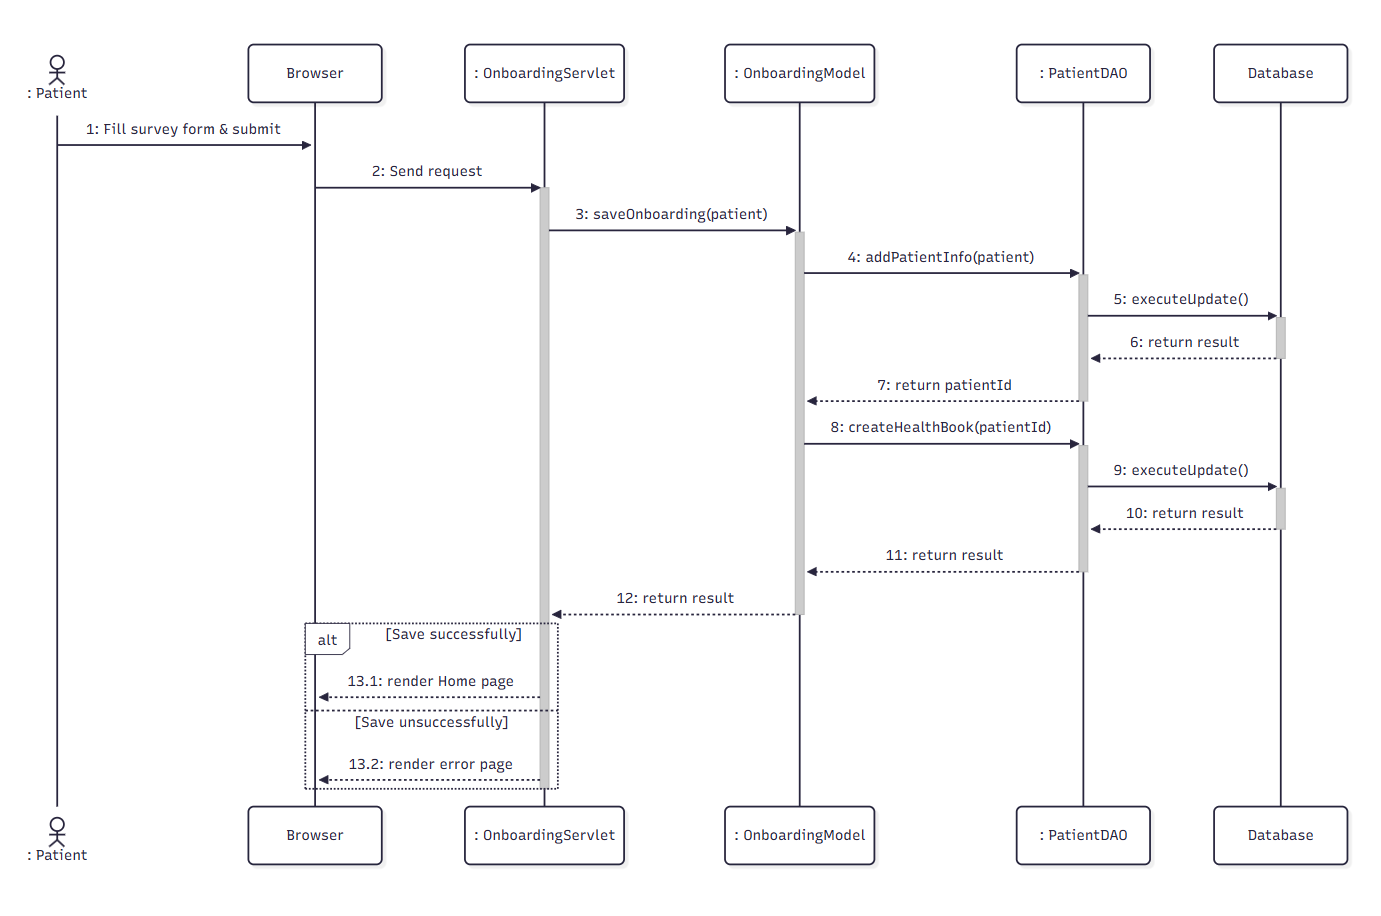 : Patient
Browser
: OnboardingServlet
: OnboardingModel
: PatientDAO
Database
1: Fill survey form & submit
2: Send request
3: saveOnboarding(patient)
4: addPatientInfo(patient)
5: executeUpdate()
6: return result
7: return patientId
8: createHealthBook(patientId)
9: executeUpdate()
10: return result
11: return result
12: return result
alt
[Save successfully]
13.1: render Home page
[Save unsuccessfully]
13.2: render error page
: Patient
Browser
: OnboardingServlet
: OnboardingModel
: PatientDAO
Database